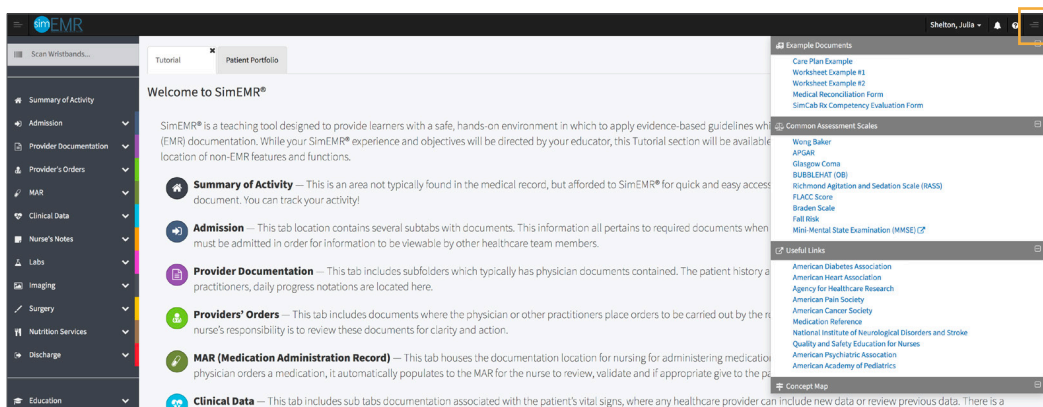 simEMR
Shelton, Julia
Scan Wristbands...
Summary of Activity
Admission
Provider Documentation
Provider's Orders
MAR
Clinical Data
Nurse's Notes
Labs
Imaging
Surgery
Nutrition Services
Discharge
Education
Tutorial
Patient Portfolio
Welcome to SimEMR®
SimEMR® is a teaching tool designed to provide learners with a safe, hands-on environment in which to apply evidence-based guidelines whi
(EMR) documentation. While your SimEMR® experience and objectives will be directed by your educator, this Tutorial section will be available
location of non-EMR features and functions.
Summary of Activity — This is an area not typically found in the medical record, but afforded to SimEMR® for quick and easy access
document. You can track your activity!
Admission — This tab location contains several subtabs with documents. This information all pertains to required documents when
must be admitted in order for information to be viewable by other healthcare team members.
Provider Documentation — This tab includes subfolders which typically has physician documents contained. The patient history a
practitioners, daily progress notations are located here.
Providers' Orders — This tab includes documents where the physician or other practitioners place orders to be carried out by the r
nurse's responsibility is to review these documents for clarity and action.
MAR (Medication Administration Record) — This tab houses the documentation location for nursing for administering medicatio
physician orders a medication, it automatically populates to the MAR for the nurse to review, validate and if appropriate give to the pa
Clinical Data — This tab includes sub tabs documentation associated with the patient's vital signs, where any healthcare provider can include new data or review previous data. There is a
Example Documents
Care Plan Example
Worksheet Example #1
Worksheet Example #2
Medical Reconciliation Form
SimCab Rx Competency Evaluation Form
Common Assessment Scales
Wong Baker
APGAR
Glasgow Coma
BUBBLEHAT (OB)
Richmond Agitation and Sedation Scale (RASS)
FLACC Score
Braden Scale
Fall Risk
Mini-Mental State Examination (MMSE)
Useful Links
American Diabetes Association
American Heart Association
Agency for Healthcare Research
American Pain Society
American Cancer Society
Medication Reference
National Institute of Neurological Disorders and Stroke
Quality and Safety Education for Nurses
American Psychiatric Assocation
American Academy of Pediatrics
Concept Map